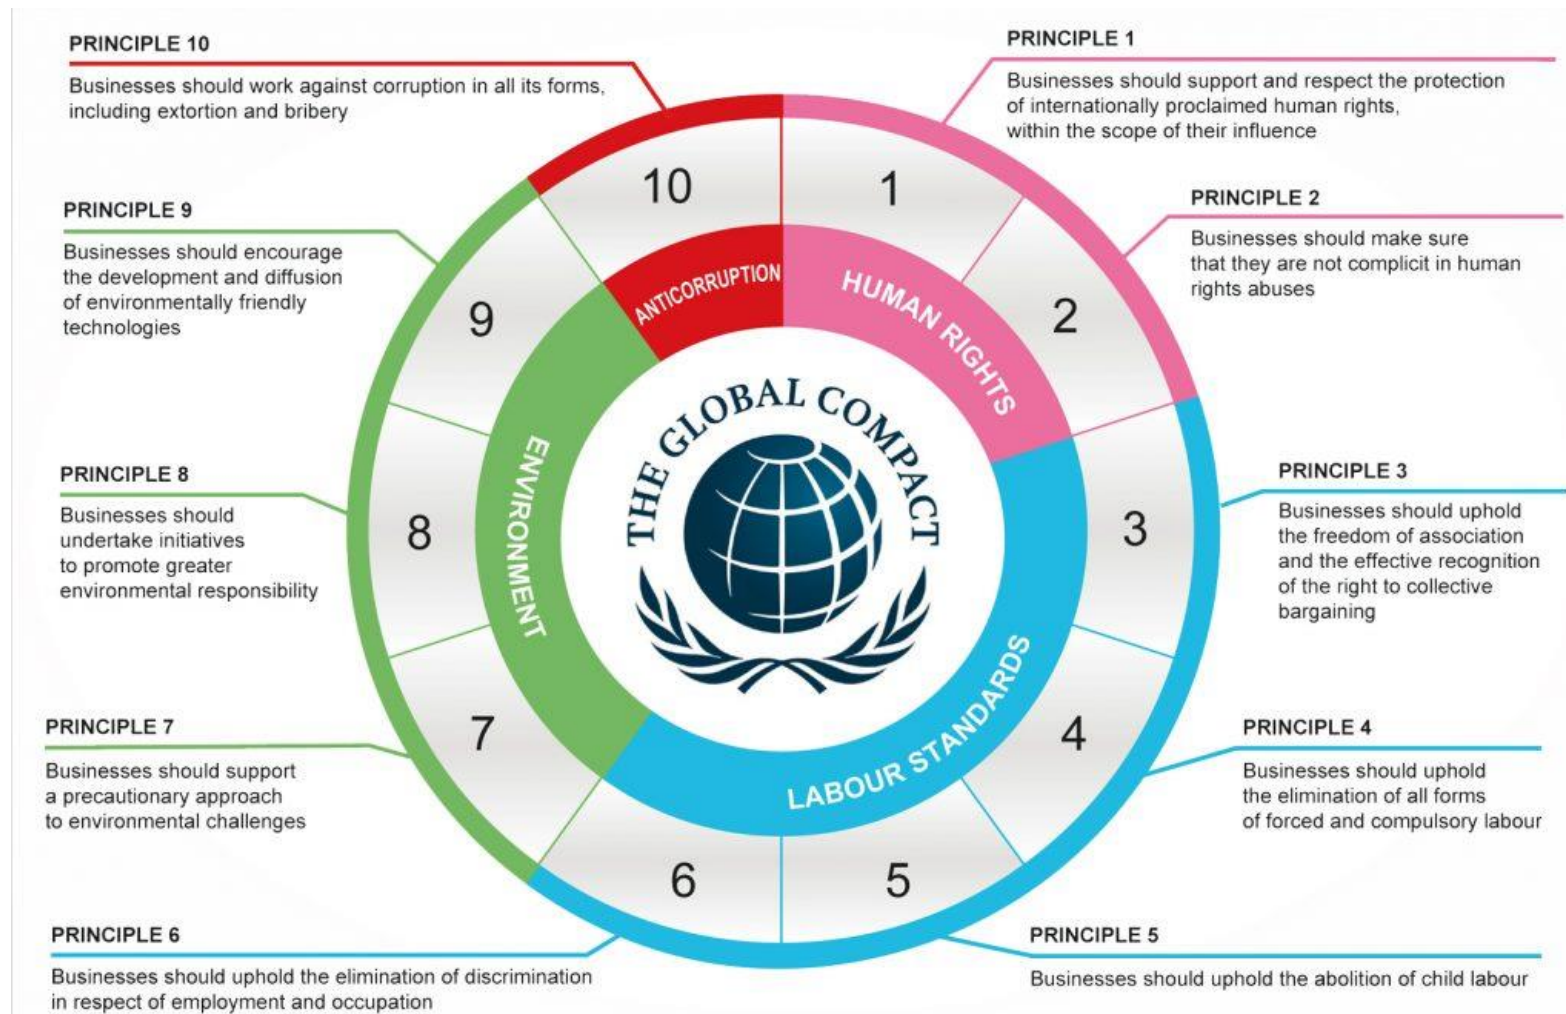 PRINCIPLE 1
Businesses should support and respect the protection
of internationally proclaimed human rights,
within the scope of their influence
PRINCIPLE 2
Businesses should make sure
that they are not complicit in human
rights abuses
PRINCIPLE 3
Businesses should uphold
the freedom of association
and the effective recognition
of the right to collective
bargaining
PRINCIPLE 4
Businesses should uphold
the elimination of all forms
of forced and compulsory labour
PRINCIPLE 5
Businesses should uphold the abolition of child labour
PRINCIPLE 6
Businesses should uphold the elimination of discrimination
in respect of employment and occupation
PRINCIPLE 7
Businesses should support
a precautionary approach
to environmental challenges
PRINCIPLE 8
Businesses should
undertake initiatives
to promote greater
environmental responsibility
PRINCIPLE 9
Businesses should encourage
the development and diffusion
of environmentally friendly
technologies
PRINCIPLE 10
Businesses should work against corruption in all its forms,
including extortion and bribery
1
2
3
4
5
6
7
8
9
10
HUMAN RIGHTS
LABOUR STANDARDS
ENVIRONMENT
ANTICORRUPTION
THE GLOBAL COMPACT